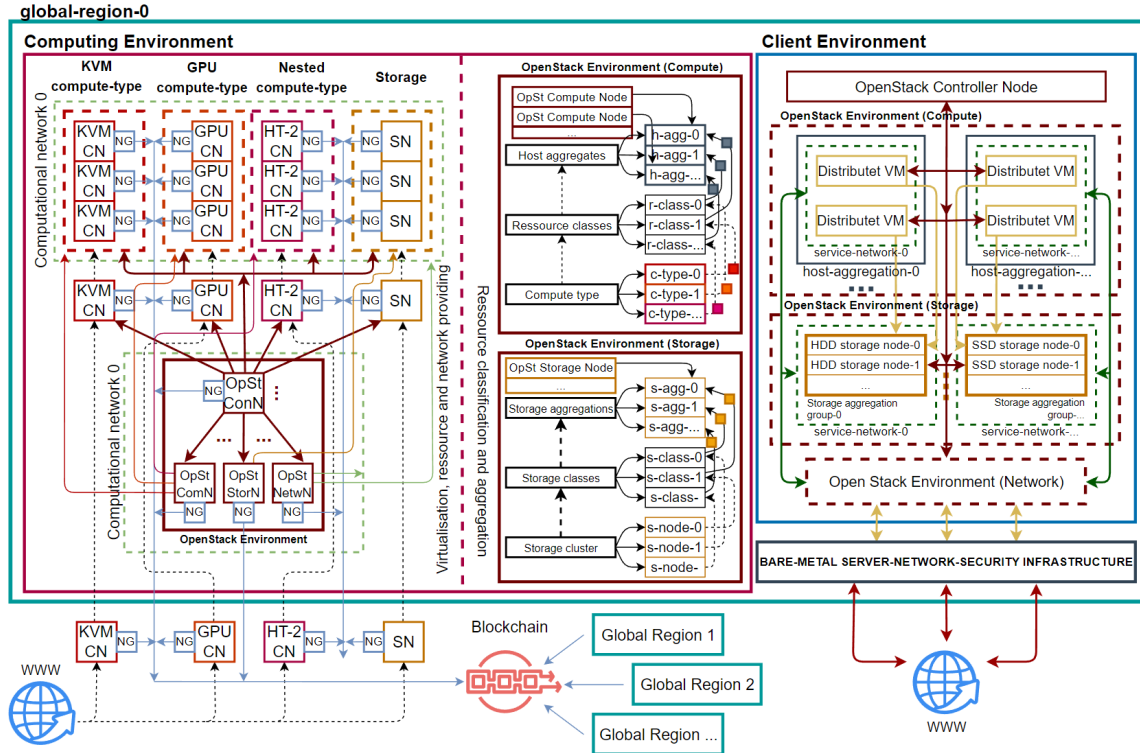 global-region-0
Computing Environment
Client Environment
KVM
compute-type
GPU
compute-type
Nested
compute-type
Storage
Computational network 0
KVM
CN
NG
GPU
CN
HT-2
CN
NG
SN
KVM
CN
NG
GPU
CN
HT-2
CN
NG
SN
KVM
CN
NG
GPU
CN
HT-2
CN
NG
SN
KVM
CN
NG
GPU
CN
HT-2
CN
NG
SN
Computational network 0
NG
OpSt
ConN
...
...
...
OpSt
ComN
OpSt
StorN
OpSt
NetwN
NG
NG
NG
OpenStack Environment
Virtualisation, resource and network providing
Ressource classification and aggregation
OpenStack Environment (Compute)
OpSt Compute Node
OpSt Compute Node
...
Host aggregates
h-agg-0
h-agg-1
h-agg-...
Ressource classes
r-class-0
r-class-1
r-class-...
Compute type
c-type-0
c-type-1
c-type-...
OpenStack Environment (Storage)
OpSt Storage Node
...
Storage aggregations
s-agg-0
s-agg-1
s-agg-...
Storage classes
s-class-0
s-class-1
s-class-
Storage cluster
s-node-0
s-node-1
s-node-
OpenStack Controller Node
OpenStack Environment (Compute)
Distributet VM
Distributet VM
Distributet VM
Distributet VM
service-network-0
service-network-...
host-aggregation-0
host-aggregation-...
...
...
OpenStack Environment (Storage)
HDD storage node-0
HDD storage node-1
...
SSD storage node-0
SSD storage node-1
...
Storage aggregation
group-0
Storage aggregation
group-...
service-network-0
service-network-...
Open Stack Environment (Network)
BARE-METAL SERVER-NETWORK-SECURITY INFRASTRUCTURE
KVM
CN
NG
NG
GPU
CN
HT-2
CN
NG
NG
SN
WWW
Blockchain
Global Region 1
Global Region 2
Global Region ...
WWW